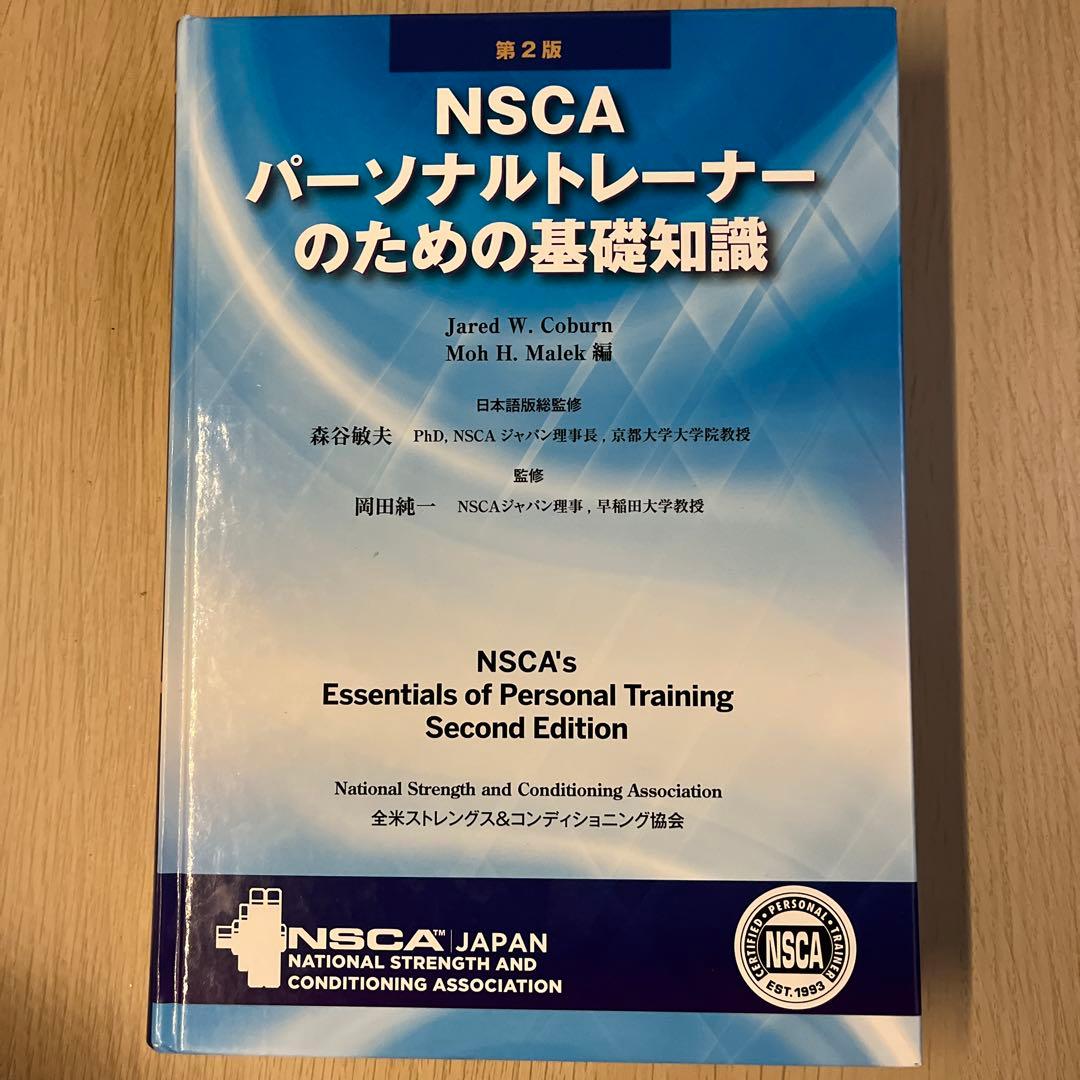 第2版
NSCA
パーソナルトレーナー
のための基礎知識
Jared W. Coburn
Moh H. Malek 編
日本語版総監修
森谷敏夫 PhD, NSCA ジャパン理事長, 京都大学大学院教授
監修
岡田純一 NSCAジャパン理事, 早稲田大学教授
NSCA's
Essentials of Personal Training
Second Edition
National Strength and Conditioning Association
全米ストレングス&コンディショニング協会
NSCA™ JAPAN
NATIONAL STRENGTH AND
CONDITIONING ASSOCIATION
CERTIFIED • PERSONAL • TRAINER
NSCA
EST. 1993